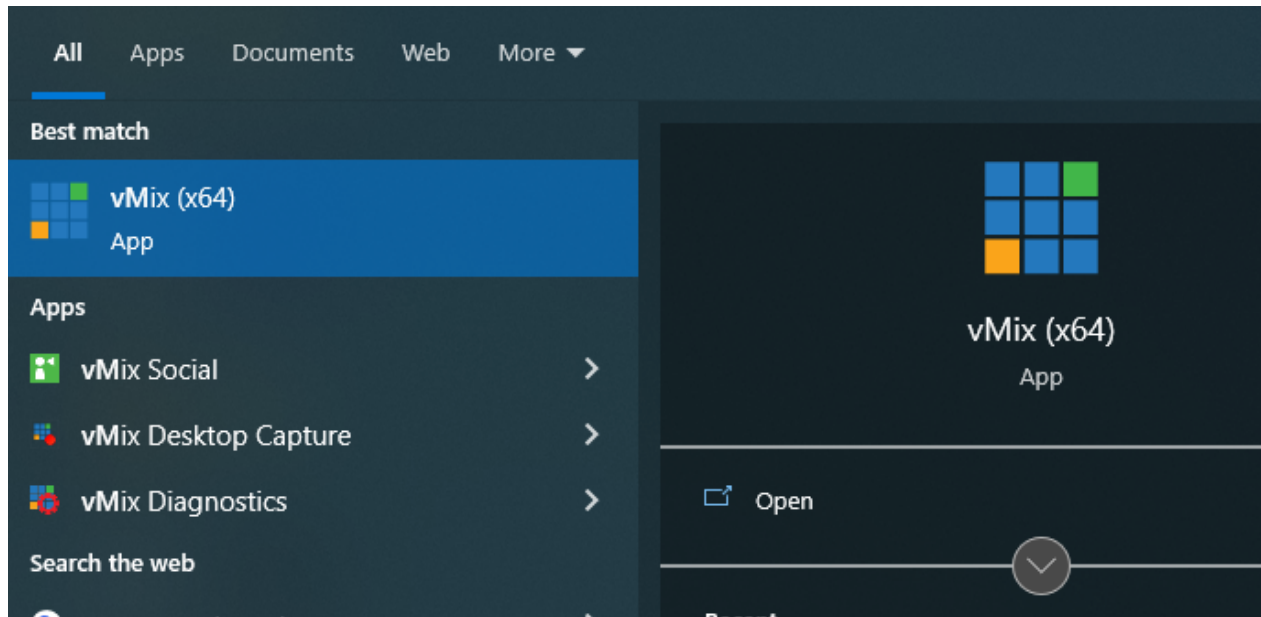 All Apps Documents Web More
Best match
vMix (x64)
App
Apps
vMix Social
vMix Desktop Capture
vMix Diagnostics
Search the web
vMix (x64)
App
Open